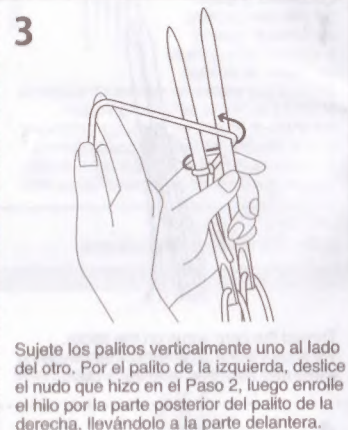 3
Sujete los palitos verticalmente uno al lado
del otro. Por el palito de la izquierda, deslice
el nudo que hizo en el Paso 2, luego enrolle
el hilo por la parte posterior del palito de la
derecha, llevándolo a la parte delantera.